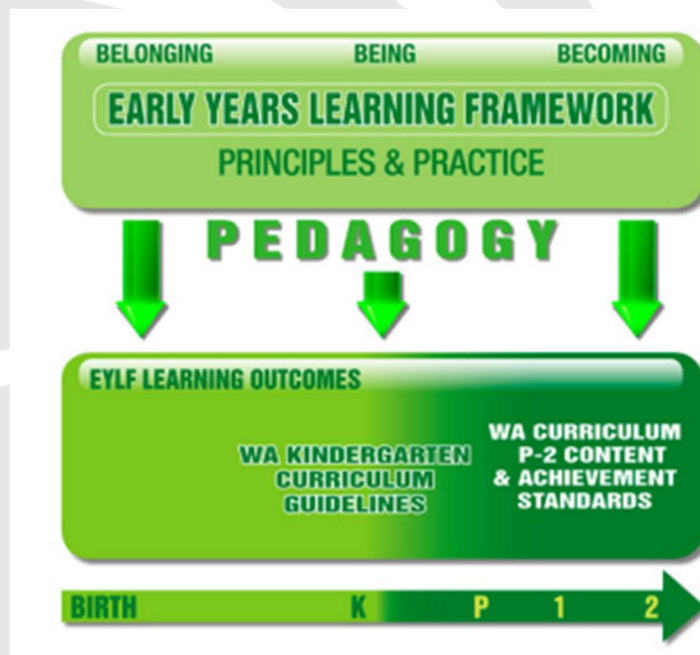 BELONGING BEING BECOMING
EARLY YEARS LEARNING FRAMEWORK
PRINCIPLES & PRACTICE
PEDAGOGY
EYLF LEARNING OUTCOMES
WA KINDERGARTEN
CURRICULUM
GUIDELINES
WA CURRICULUM
P-2 CONTENT
& ACHIEVEMENT
STANDARDS
BIRTH K P 1 2